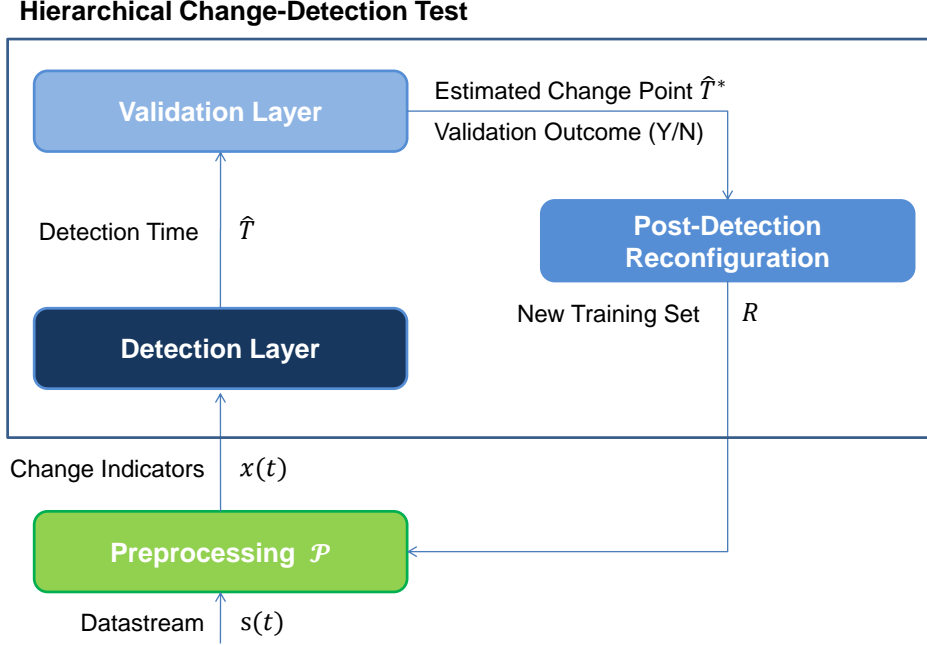 Hierarchical Change-Detection Test
Validation Layer
Estimated Change Point T̂*
Validation Outcome (Y/N)
Detection Time T̂
Post-Detection
Reconfiguration
New Training Set R
Detection Layer
Change Indicators x(t)
Preprocessing 𝒫
Datastream s(t)